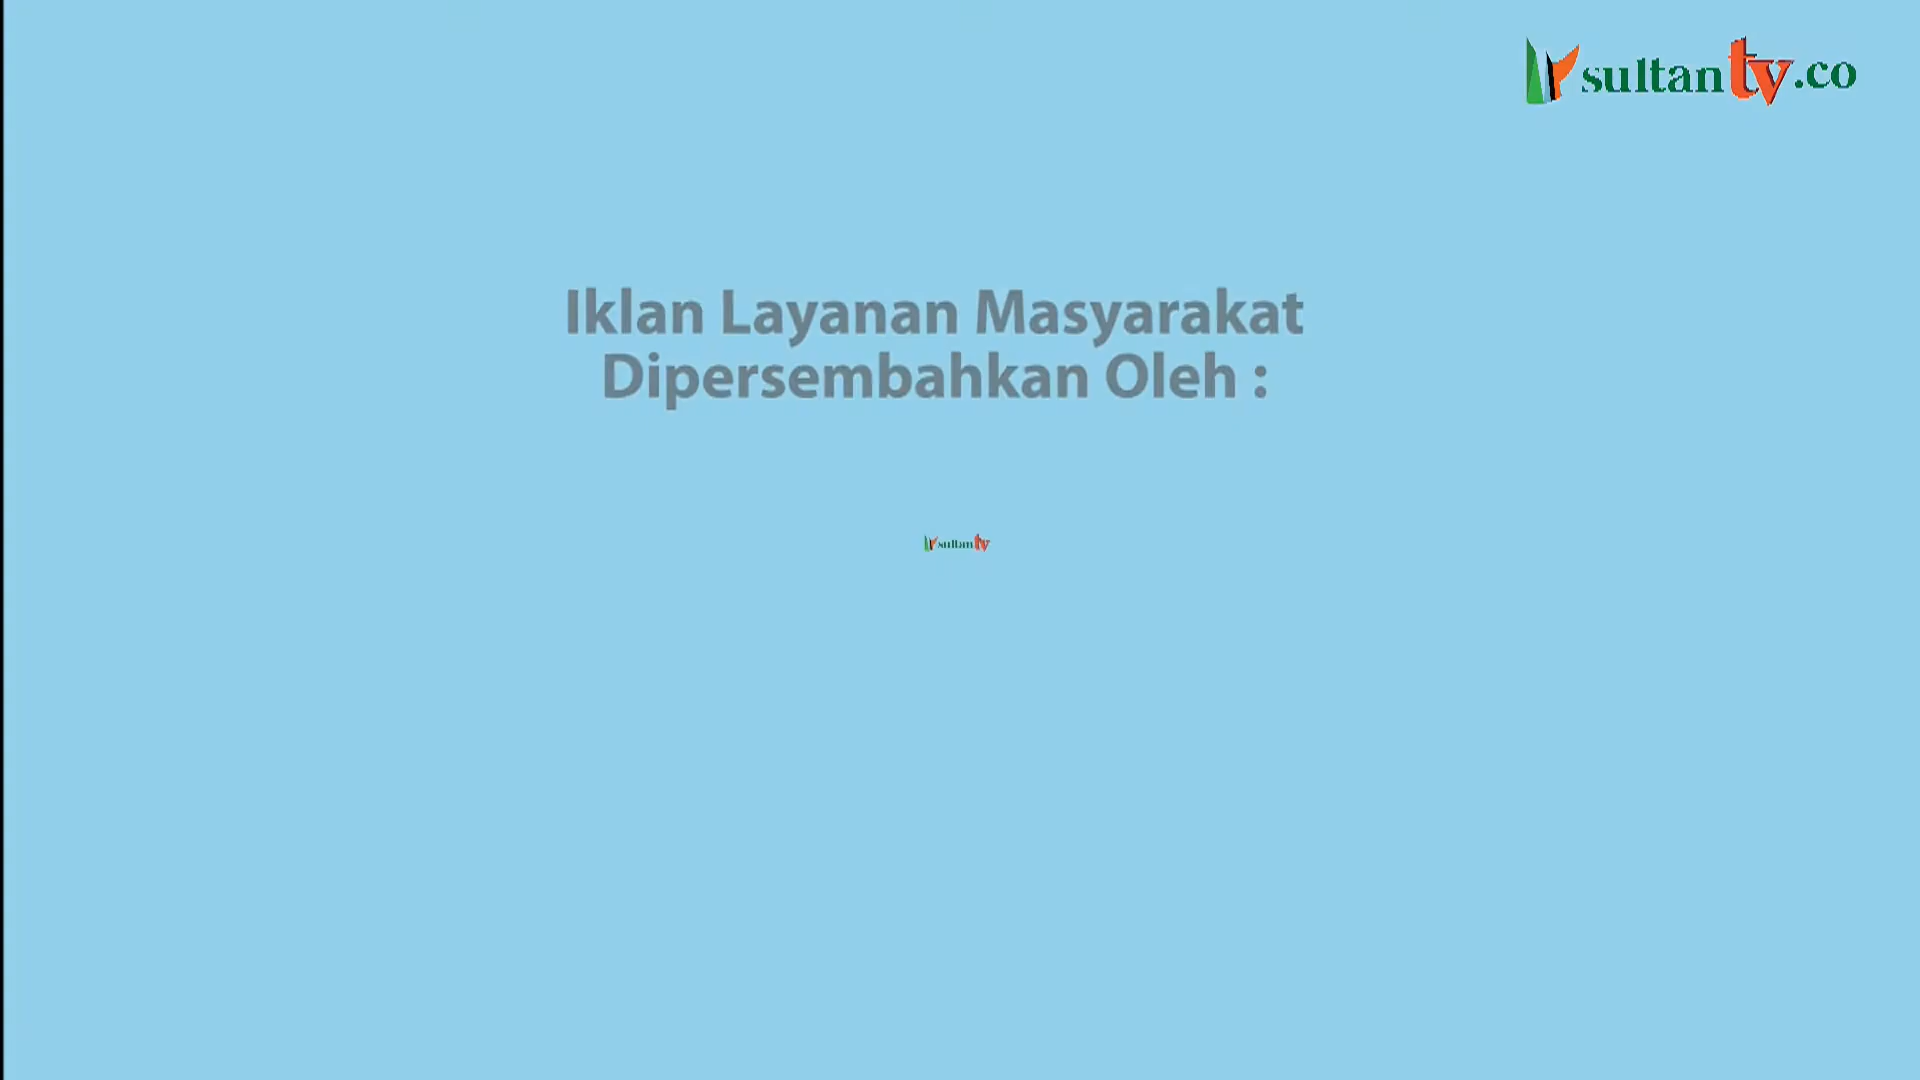 sultantv.co
Iklan Layanan Masyarakat
Dipersembahkan Oleh :
sultantv